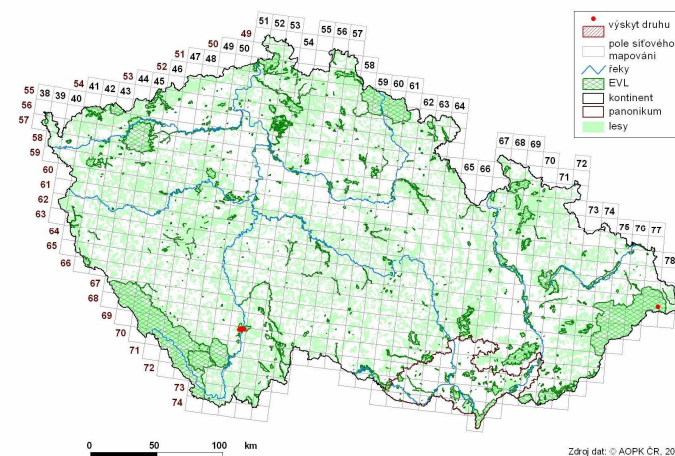 51 52 53
55 56 57
49
54
50
49 50
58
51
47 48
52
46
59 60 61
53
44 45
62 63 64
54
41 42 43
55
38 39 40
56
57
67 68 69
58
70
72
59
65 66
71
60
61
73 74
62
75 76 77
63
64
78
65
66
67
68
69
70
71
72
73
74
výskyt druhu
pole síťového
mapování
řeky
EVL
kontinent
panonikum
lesy
0 50 100 km
Zdroj dat: © AOPK ČR, 20